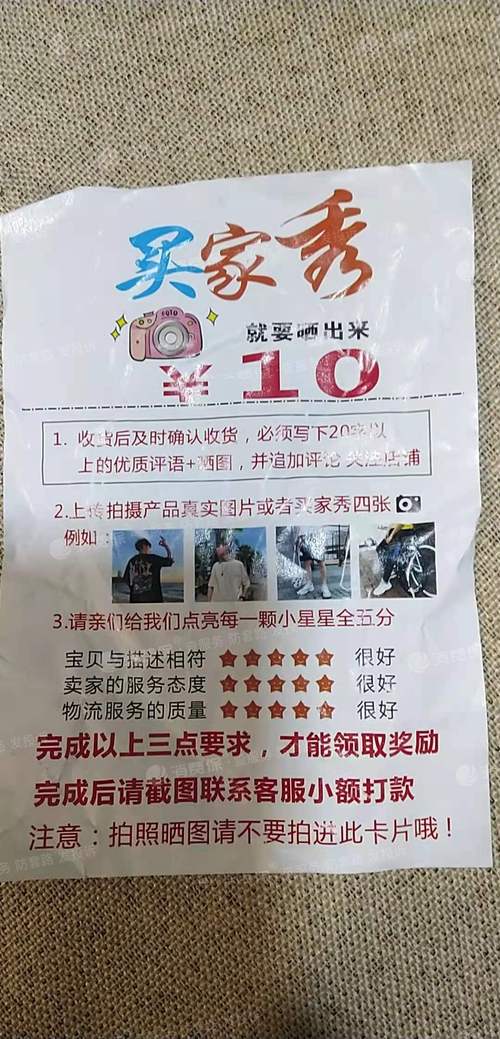 买家秀
就要晒出来
¥10
1. 收货后及时确认收货，必须写下20字以
上的优质评语+晒图，并追加评论 关注店铺
2.上传拍摄产品真实图片或者买家秀四张
例如：
3.请亲们给我们点亮每一颗小星星全五分
宝贝与描述相符 ★★★★★ 很好
卖家的服务态度 ★★★★★ 很好
物流服务的质量 ★★★★★ 很好
完成以上三点要求，才能领取奖励
完成后请截图联系客服小额打款
注意：拍照晒图请不要拍进此卡片哦！